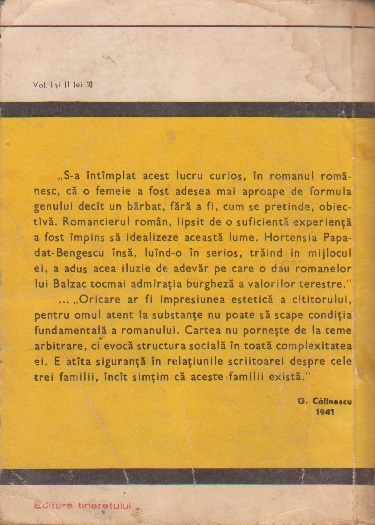 Vol. I și II lei 10
„S-a întîmplat acest lucru curios, în romanul romî-
nesc, că o femeie a fost adesea mai aproape de formula
genului decît un bărbat, fără a fi, cum se pretinde, obiec-
tivă. Romancierul romîn, lipsit de o suficientă experiență
a fost împins să idealizeze această lume. Hortensia Papa-
dat-Bengescu însă, luînd-o în serios, trăind în mijlocul
ei, a adus acea iluzie de adevăr pe care o dau romanelor
lui Balzac tocmai admirația burgheză a valorilor terestre.”
... „Oricare ar fi impresiunea estetică a cititorului,
pentru omul atent la substanțe nu poate să scape condiția
fundamentală a romanului. Cartea nu pornește de la teme
arbitrare, ci evocă structura socială în toată complexitatea
ei. E atîta siguranță în relațiunile scriitoarei despre cele
trei familii, încît simțim că aceste familii există.”
G. Călinescu
1941
Editura tineretului